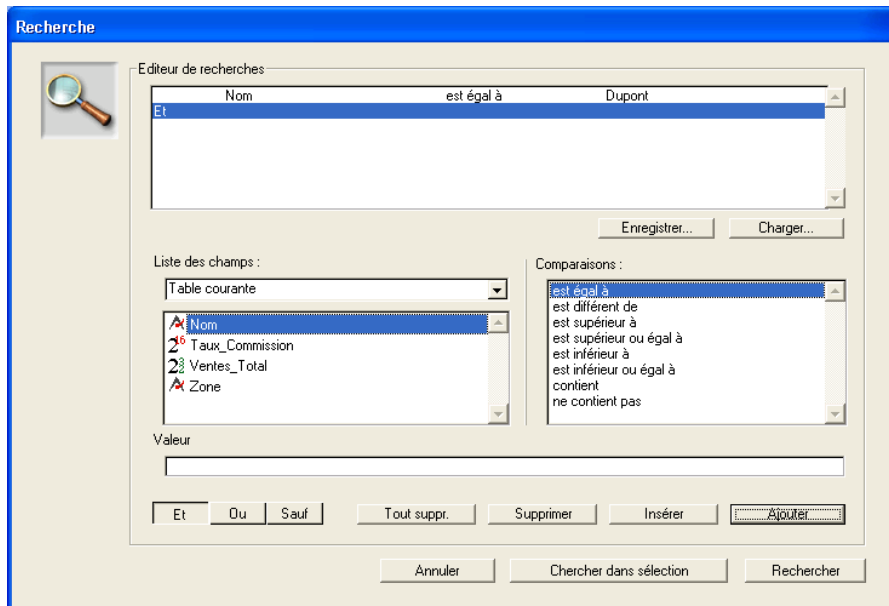 Recherche
Editeur de recherches
Nom est égal à Dupont
Et
Enregistrer... Charger...
Liste des champs : Comparaisons :
Table courante
est égal à
est différent de
est supérieur à
est supérieur ou égal à
est inférieur à
est inférieur ou égal à
contient
ne contient pas
Nom
Taux_Commission
Ventes_Total
Zone
Valeur
Et Ou Sauf Tout suppr. Supprimer Insérer Ajouter
Annuler Chercher dans sélection Rechercher